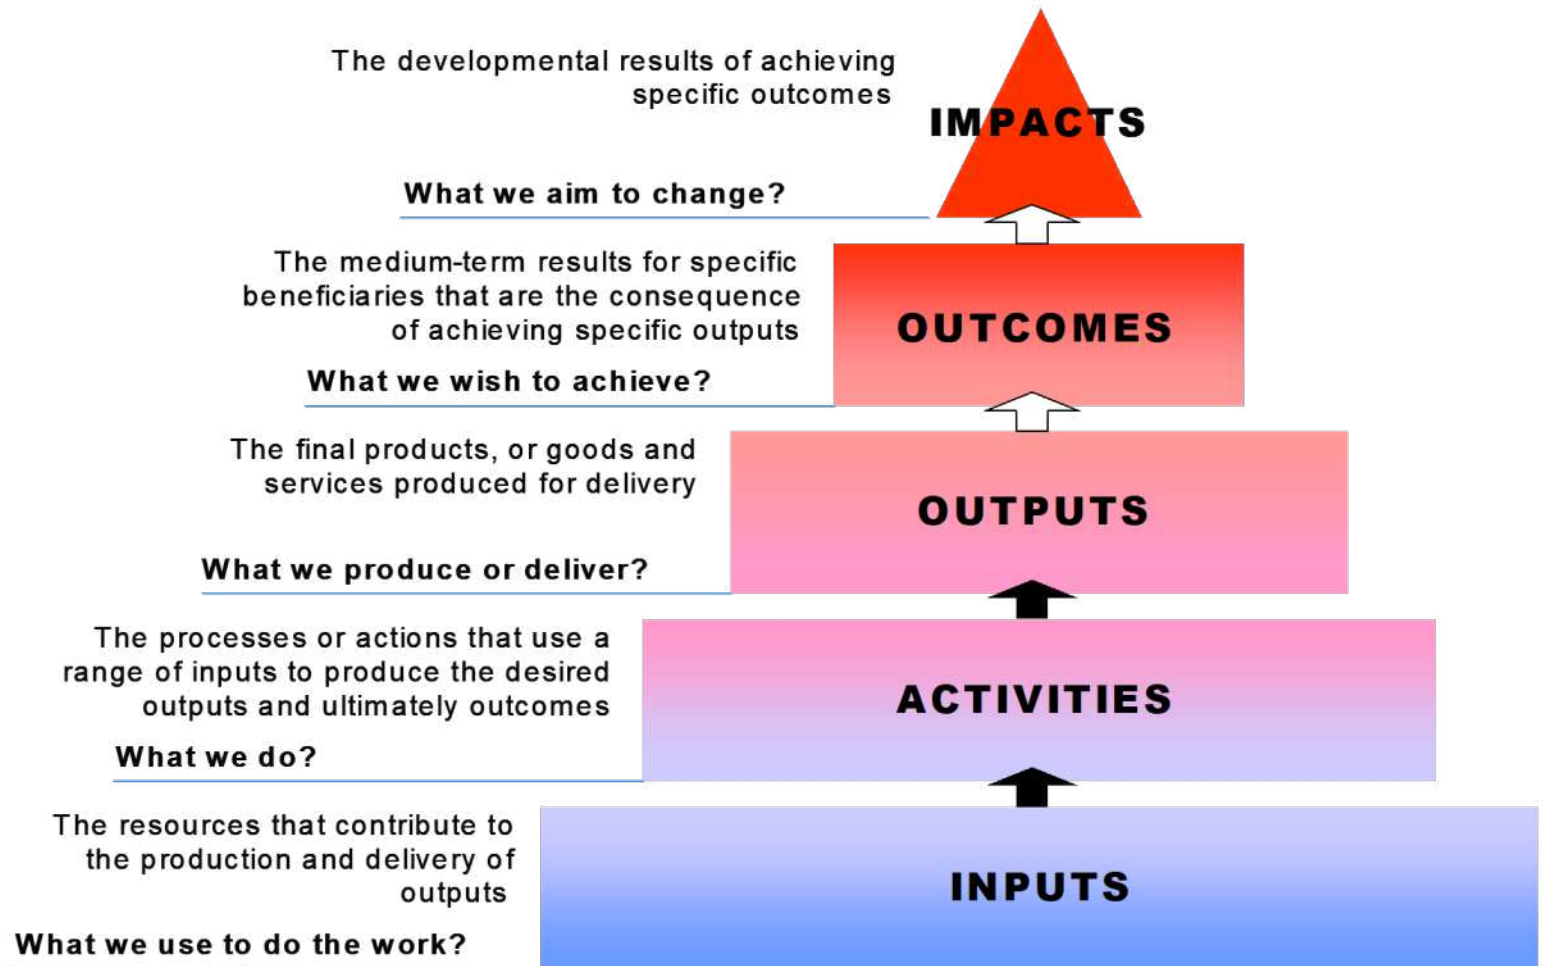 The developmental results of achieving
specific outcomes
IMPACTS
What we aim to change?
The medium-term results for specific
beneficiaries that are the consequence
of achieving specific outputs
OUTCOMES
What we wish to achieve?
The final products, or goods and
services produced for delivery
OUTPUTS
What we produce or deliver?
The processes or actions that use a
range of inputs to produce the desired
outputs and ultimately outcomes
ACTIVITIES
What we do?
The resources that contribute to
the production and delivery of
outputs
INPUTS
What we use to do the work?